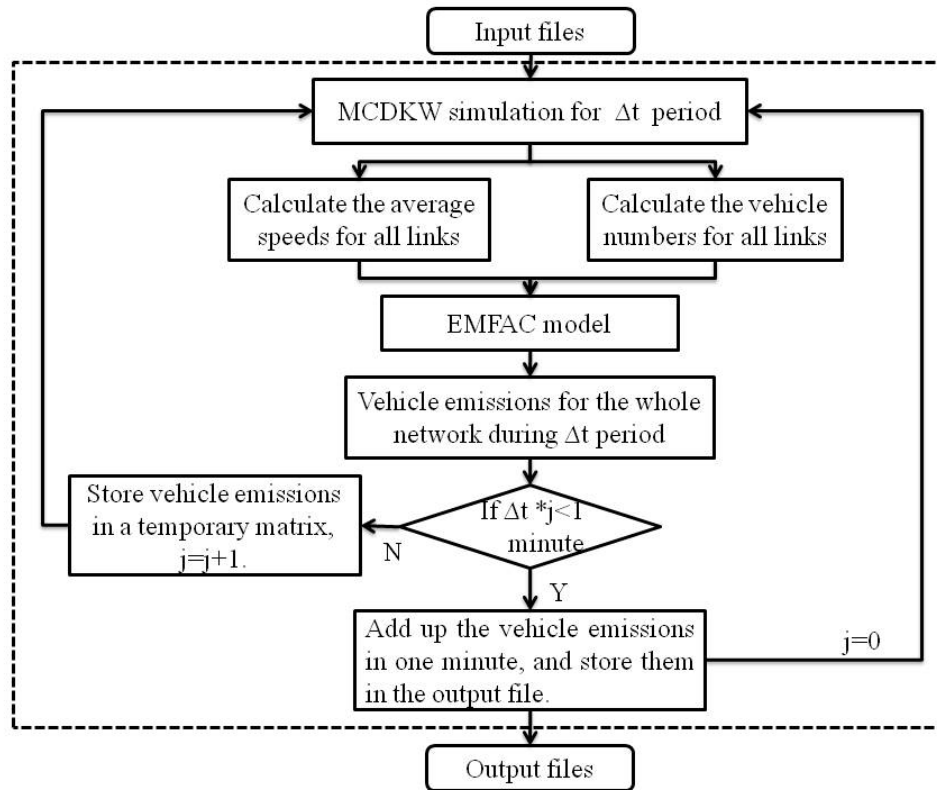 Input files
MCDKW simulation for Δt period
Calculate the average
speeds for all links
Calculate the vehicle
numbers for all links
EMFAC model
Vehicle emissions for the whole
network during Δt period
If Δt *j<1
minute
N
Store vehicle emissions
in a temporary matrix,
j=j+1.
Y
Add up the vehicle emissions
in one minute, and store them
in the output file.
j=0
Output files